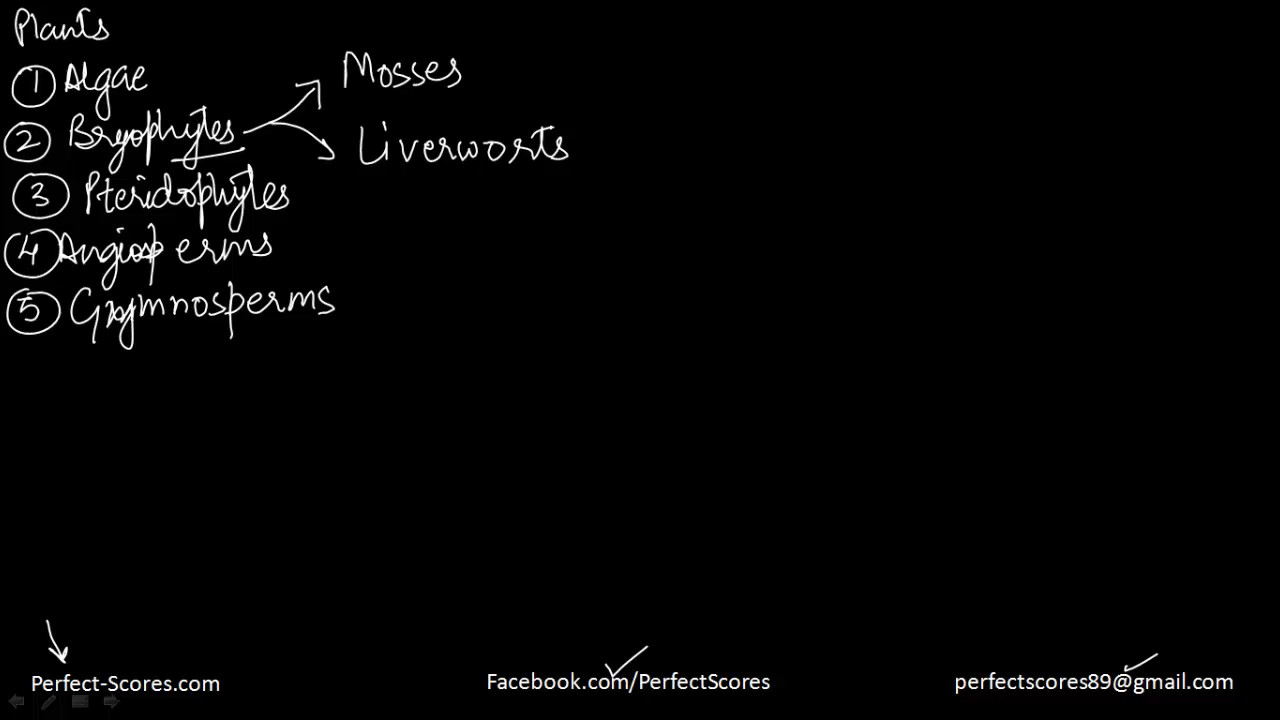 Plants
① Algae
② Bryophytes
Mosses
Liverworts
③ Pteridophytes
④ Angiosperms
⑤ Gymnosperms
Perfect-Scores.com
Facebook.com/PerfectScores
perfectscores89@gmail.com